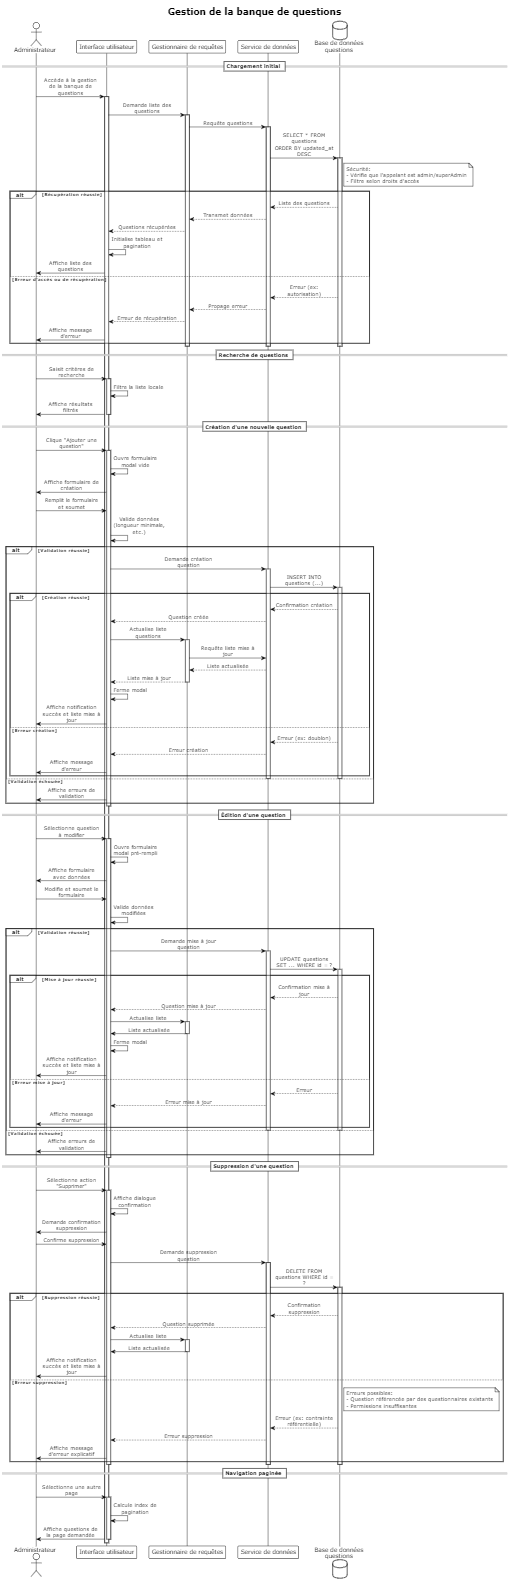 Gestion de la banque de questions
Administrateur
Interface utilisateur
Gestionnaire de requêtes
Service de données
Base de données
questions
Chargement initial
Accède à la gestion
de la banque de
questions
Demande liste des
questions
Requête questions
SELECT * FROM
questions
ORDER BY updated_at
DESC
Sécurité:
- Vérifie que l'appelant est admin/superAdmin
- Filtre selon droits d'accès
alt
[Récupération réussie]
Liste des questions
Transmet données
Questions récupérées
Initialise tableau et
pagination
Affiche liste des
questions
[Erreur d'accès ou de récupération]
Erreur (ex:
autorisation)
Propage erreur
Erreur de récupération
Affiche message
d'erreur
Recherche de questions
Saisit critères de
recherche
Filtre la liste locale
Affiche résultats
filtrés
Création d'une nouvelle question
Clique "Ajouter une
question"
Ouvre formulaire
modal vide
Affiche formulaire de
création
Remplit le formulaire
et soumet
Valide données
(longueur minimale,
etc.)
alt
[Validation réussie]
Demande création
question
INSERT INTO
questions (...)
alt
[Création réussie]
Confirmation création
Question créée
Actualise liste
questions
Requête liste mise à
jour
Liste actualisée
Liste mise à jour
Ferme modal
Affiche notification
succès et liste mise à
jour
[Erreur création]
Erreur (ex: doublon)
Erreur création
Affiche message
d'erreur
[Validation échouée]
Affiche erreurs de
validation
Édition d'une question
Sélectionne question
à modifier
Ouvre formulaire
modal pré-rempli
Affiche formulaire
avec données
Modifie et soumet le
formulaire
Valide données
modifiées
alt
[Validation réussie]
Demande mise à jour
question
UPDATE questions
SET ... WHERE id = ?
alt
[Mise à jour réussie]
Confirmation mise à
jour
Question mise à jour
Actualise liste
Liste actualisée
Ferme modal
Affiche notification
succès et liste mise à
jour
[Erreur mise à jour]
Erreur
Erreur mise à jour
Affiche message
d'erreur
[Validation échouée]
Affiche erreurs de
validation
Suppression d'une question
Sélectionne action
"Supprimer"
Affiche dialogue
confirmation
Demande confirmation
suppression
Confirme suppression
Demande suppression
question
DELETE FROM
questions WHERE id =
?
alt
[Suppression réussie]
Confirmation
suppression
Question supprimée
Actualise liste
Liste actualisée
Affiche notification
succès et liste mise à
jour
[Erreur suppression]
Erreurs possibles:
- Question référencée par des questionnaires existants
- Permissions insuffisantes
Erreur (ex: contrainte
référentielle)
Erreur suppression
Affiche message
d'erreur explicatif
Navigation paginée
Sélectionne une autre
page
Calcule index de
pagination
Affiche questions de
la page demandée
Administrateur
Interface utilisateur
Gestionnaire de requêtes
Service de données
Base de données
questions